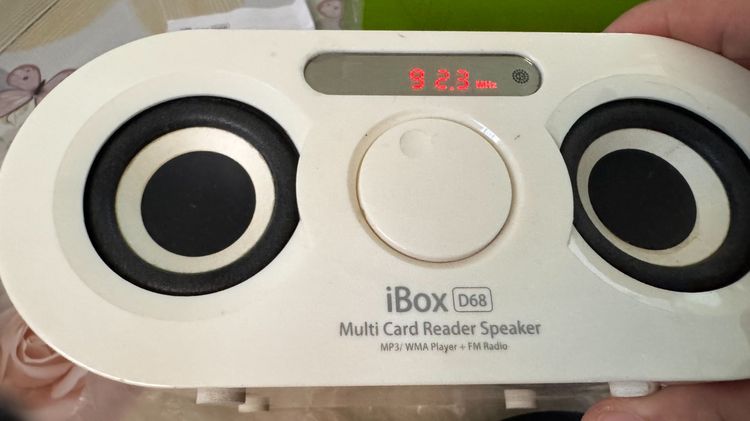 92.3 MHz
iBox D68
Multi Card Reader Speaker
MP3/ WMA Player + FM Radio